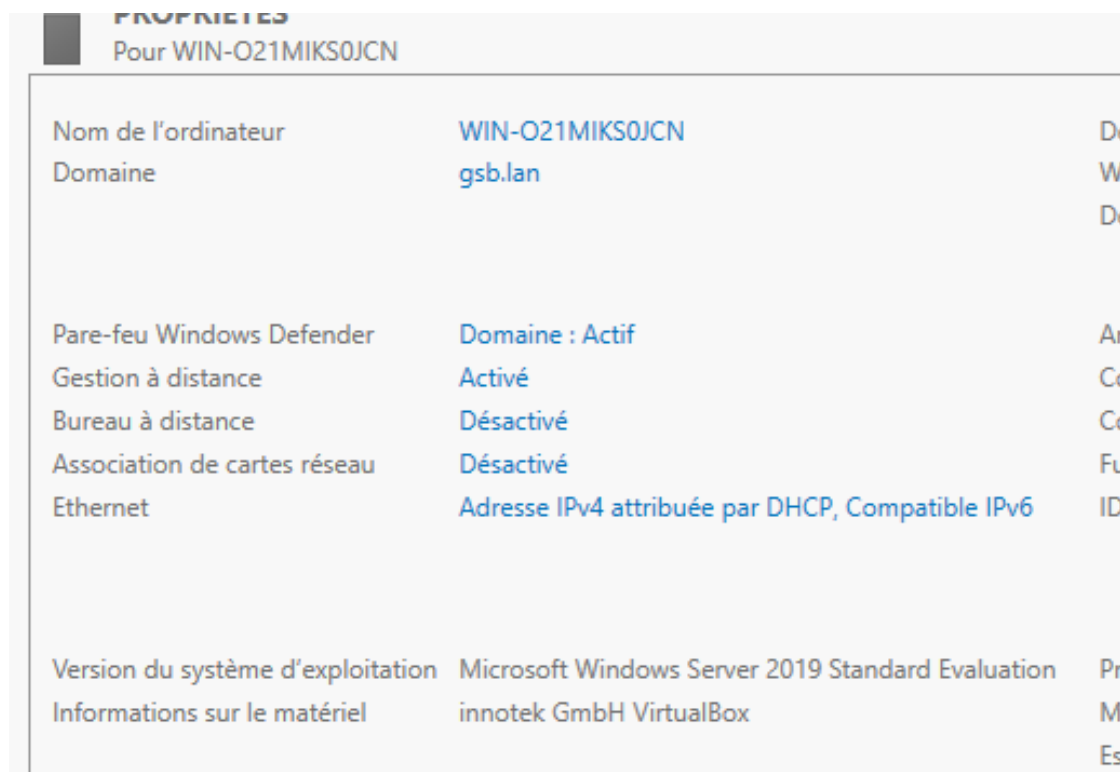 PROPRIÉTÉS
Pour WIN-O21MIKS0JCN
Nom de l’ordinateur WIN-O21MIKS0JCN
Domaine gsb.lan
Pare-feu Windows Defender Domaine : Actif
Gestion à distance Activé
Bureau à distance Désactivé
Association de cartes réseau Désactivé
Ethernet Adresse IPv4 attribuée par DHCP, Compatible IPv6
Version du système d’exploitation Microsoft Windows Server 2019 Standard Evaluation
Informations sur le matériel innotek GmbH VirtualBox